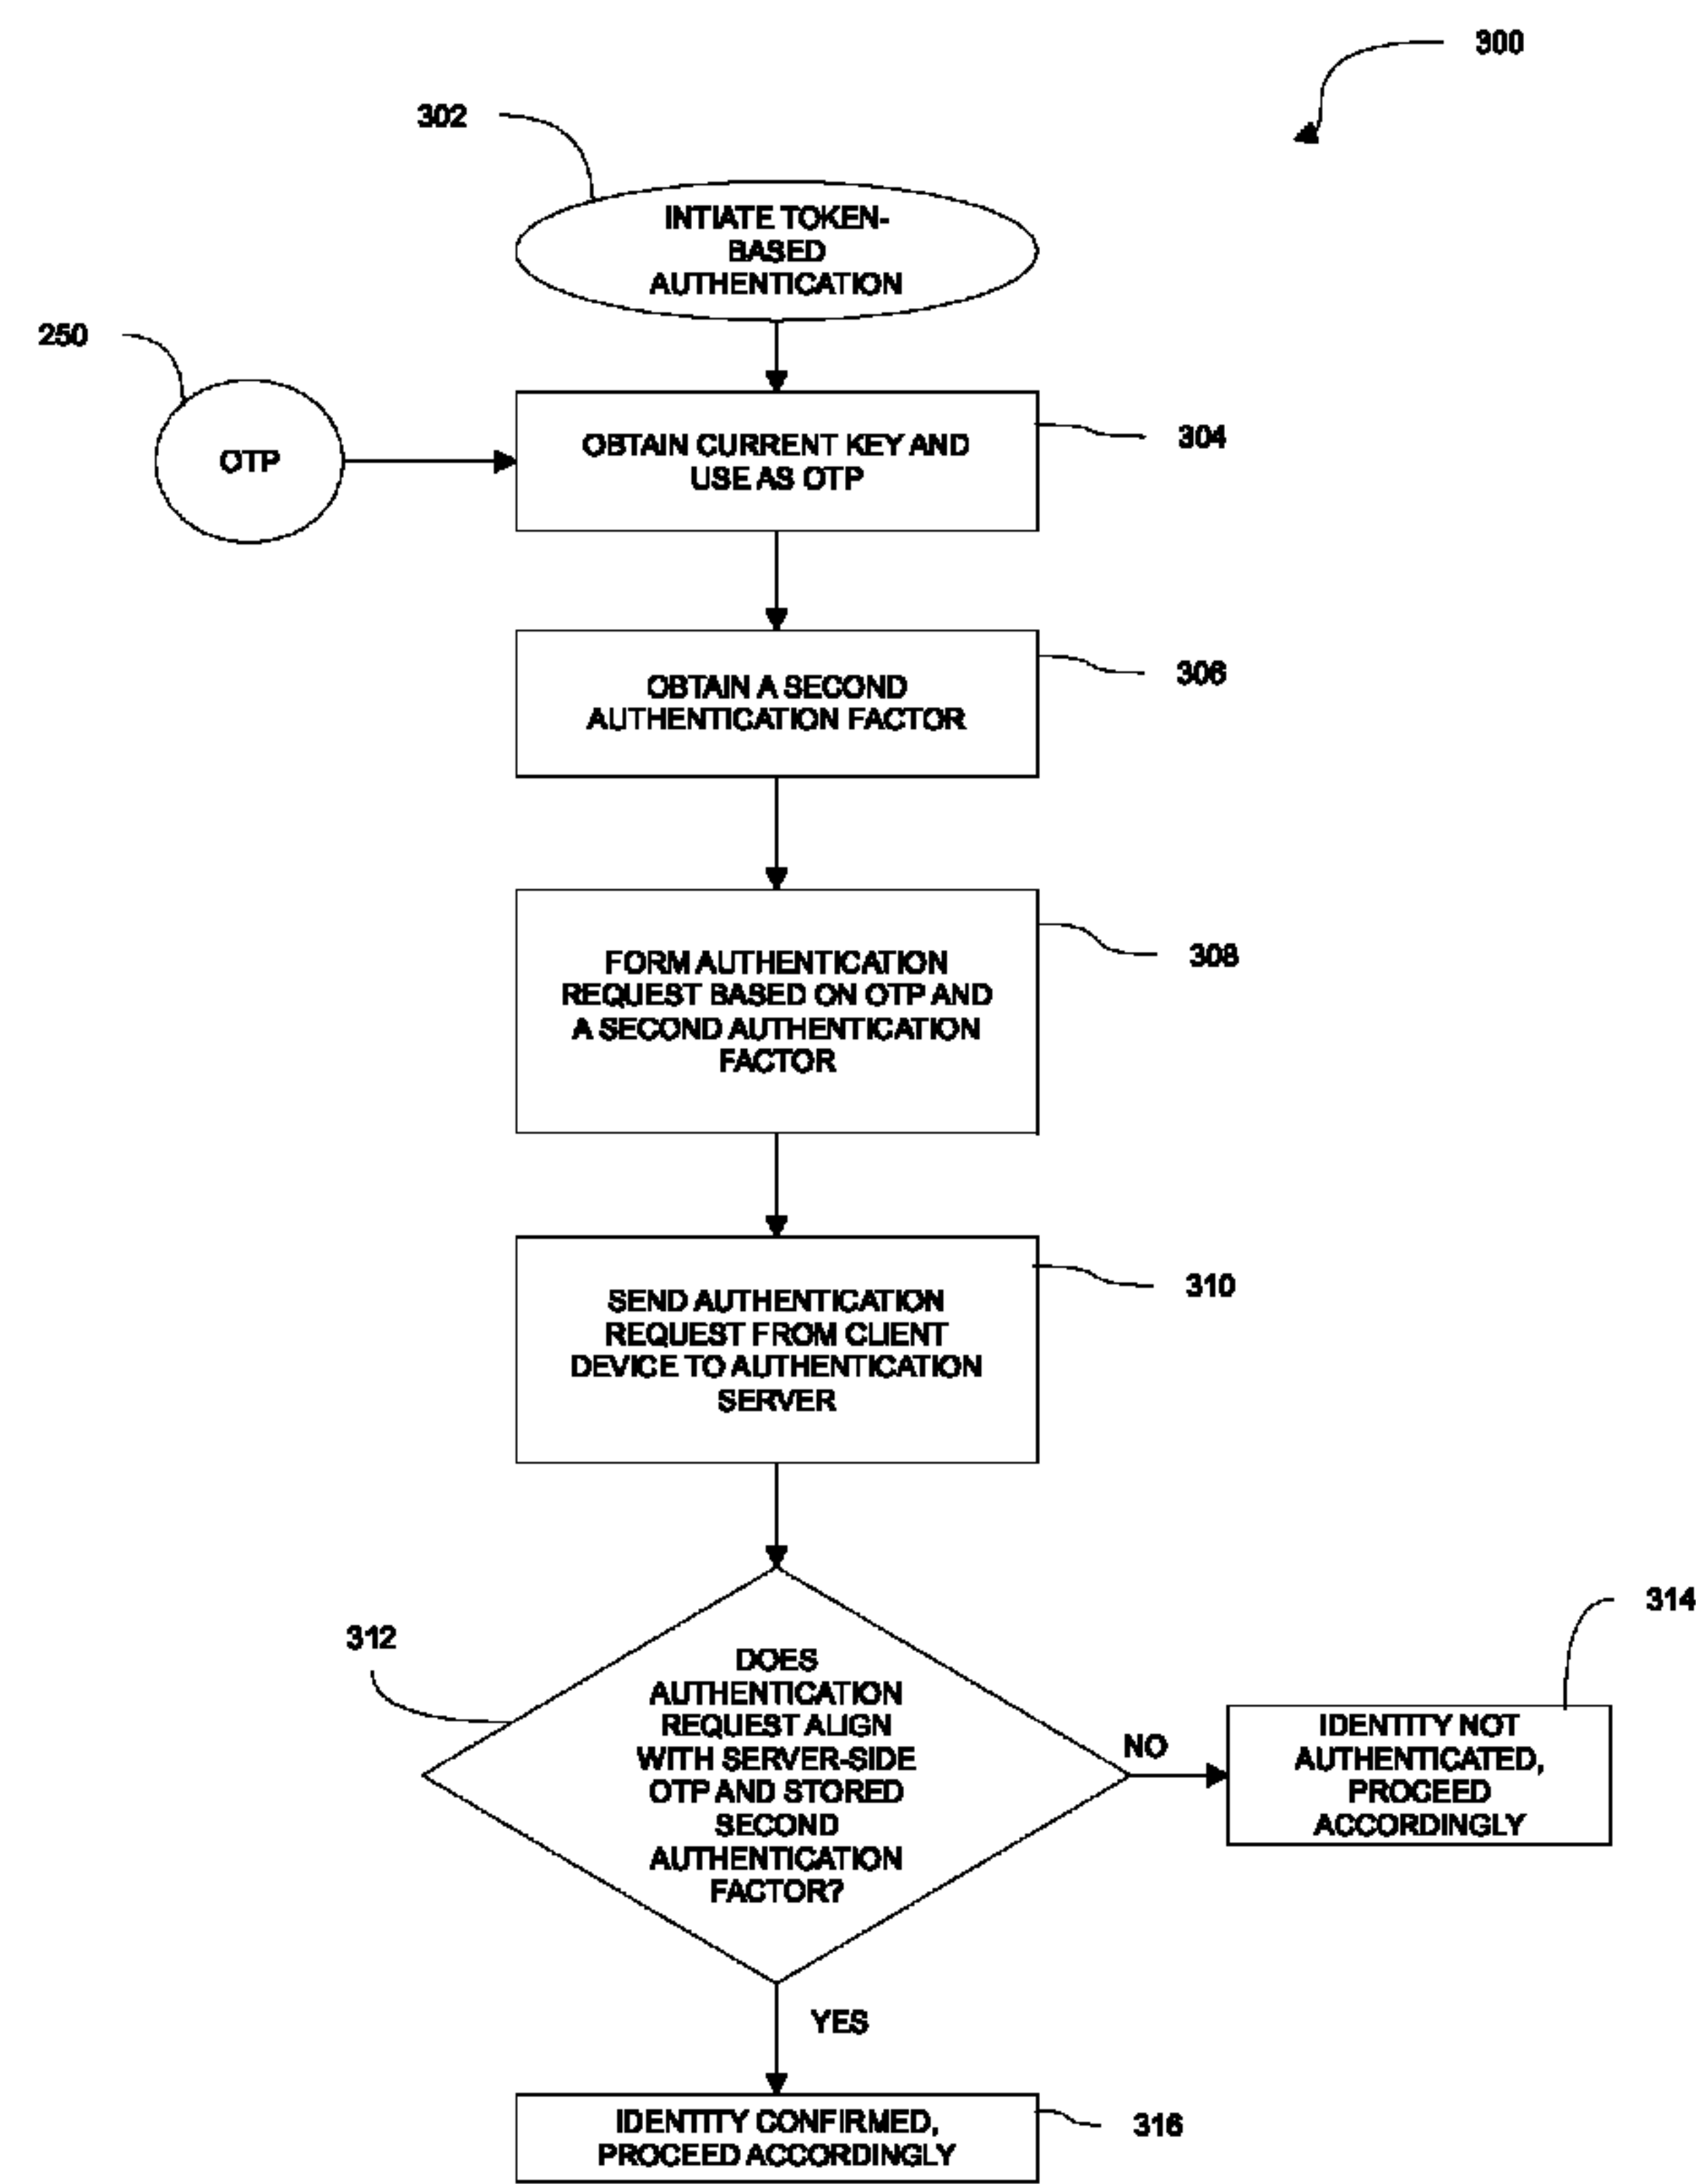 300
302
INTIATE TOKEN-
BASED
AUTHENTICATION
250
OTP
OBTAIN CURRENT KEY AND
USE AS OTP
304
OBTAIN A SECOND
AUTHENTICATION FACTOR
306
FORM AUTHENTICATION
REQUEST BASED ON OTP AND
A SECOND AUTHENTICATION
FACTOR
308
SEND AUTHENTICATION
REQUEST FROM CLIENT
DEVICE TO AUTHENTICATION
SERVER
310
312
DOES
AUTHENTICATION
REQUEST ALIGN
WITH SERVER-SIDE
OTP AND STORED
SECOND
AUTHENTICATION
FACTOR?
NO
314
IDENTITY NOT
AUTHENTICATED,
PROCEED
ACCORDINGLY
YES
IDENTITY CONFIRMED,
PROCEED ACCORDINGLY
316